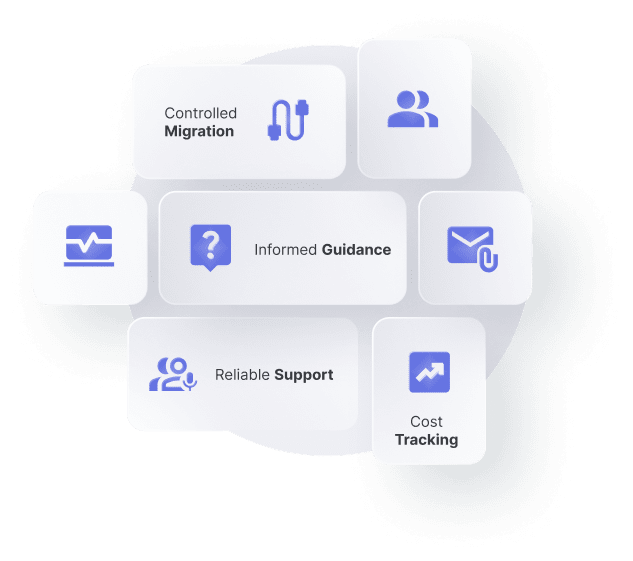 Controlled
Migration
Informed Guidance
Reliable Support
Cost
Tracking